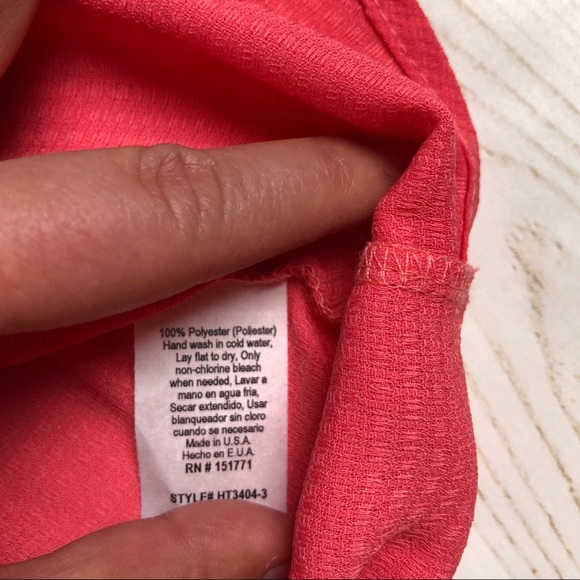 100% Polyester (Poliester)
Hand wash in cold water,
Lay flat to dry, Only
non-chlorine bleach
when needed, Lavar a
mano en agua fria,
Secar extendido, Usar
blanqueador sin cloro
cuando se necesario
Made in U.S.A.
Hecho en E.U.A.
RN # 151771
STYLE# HT3404-3